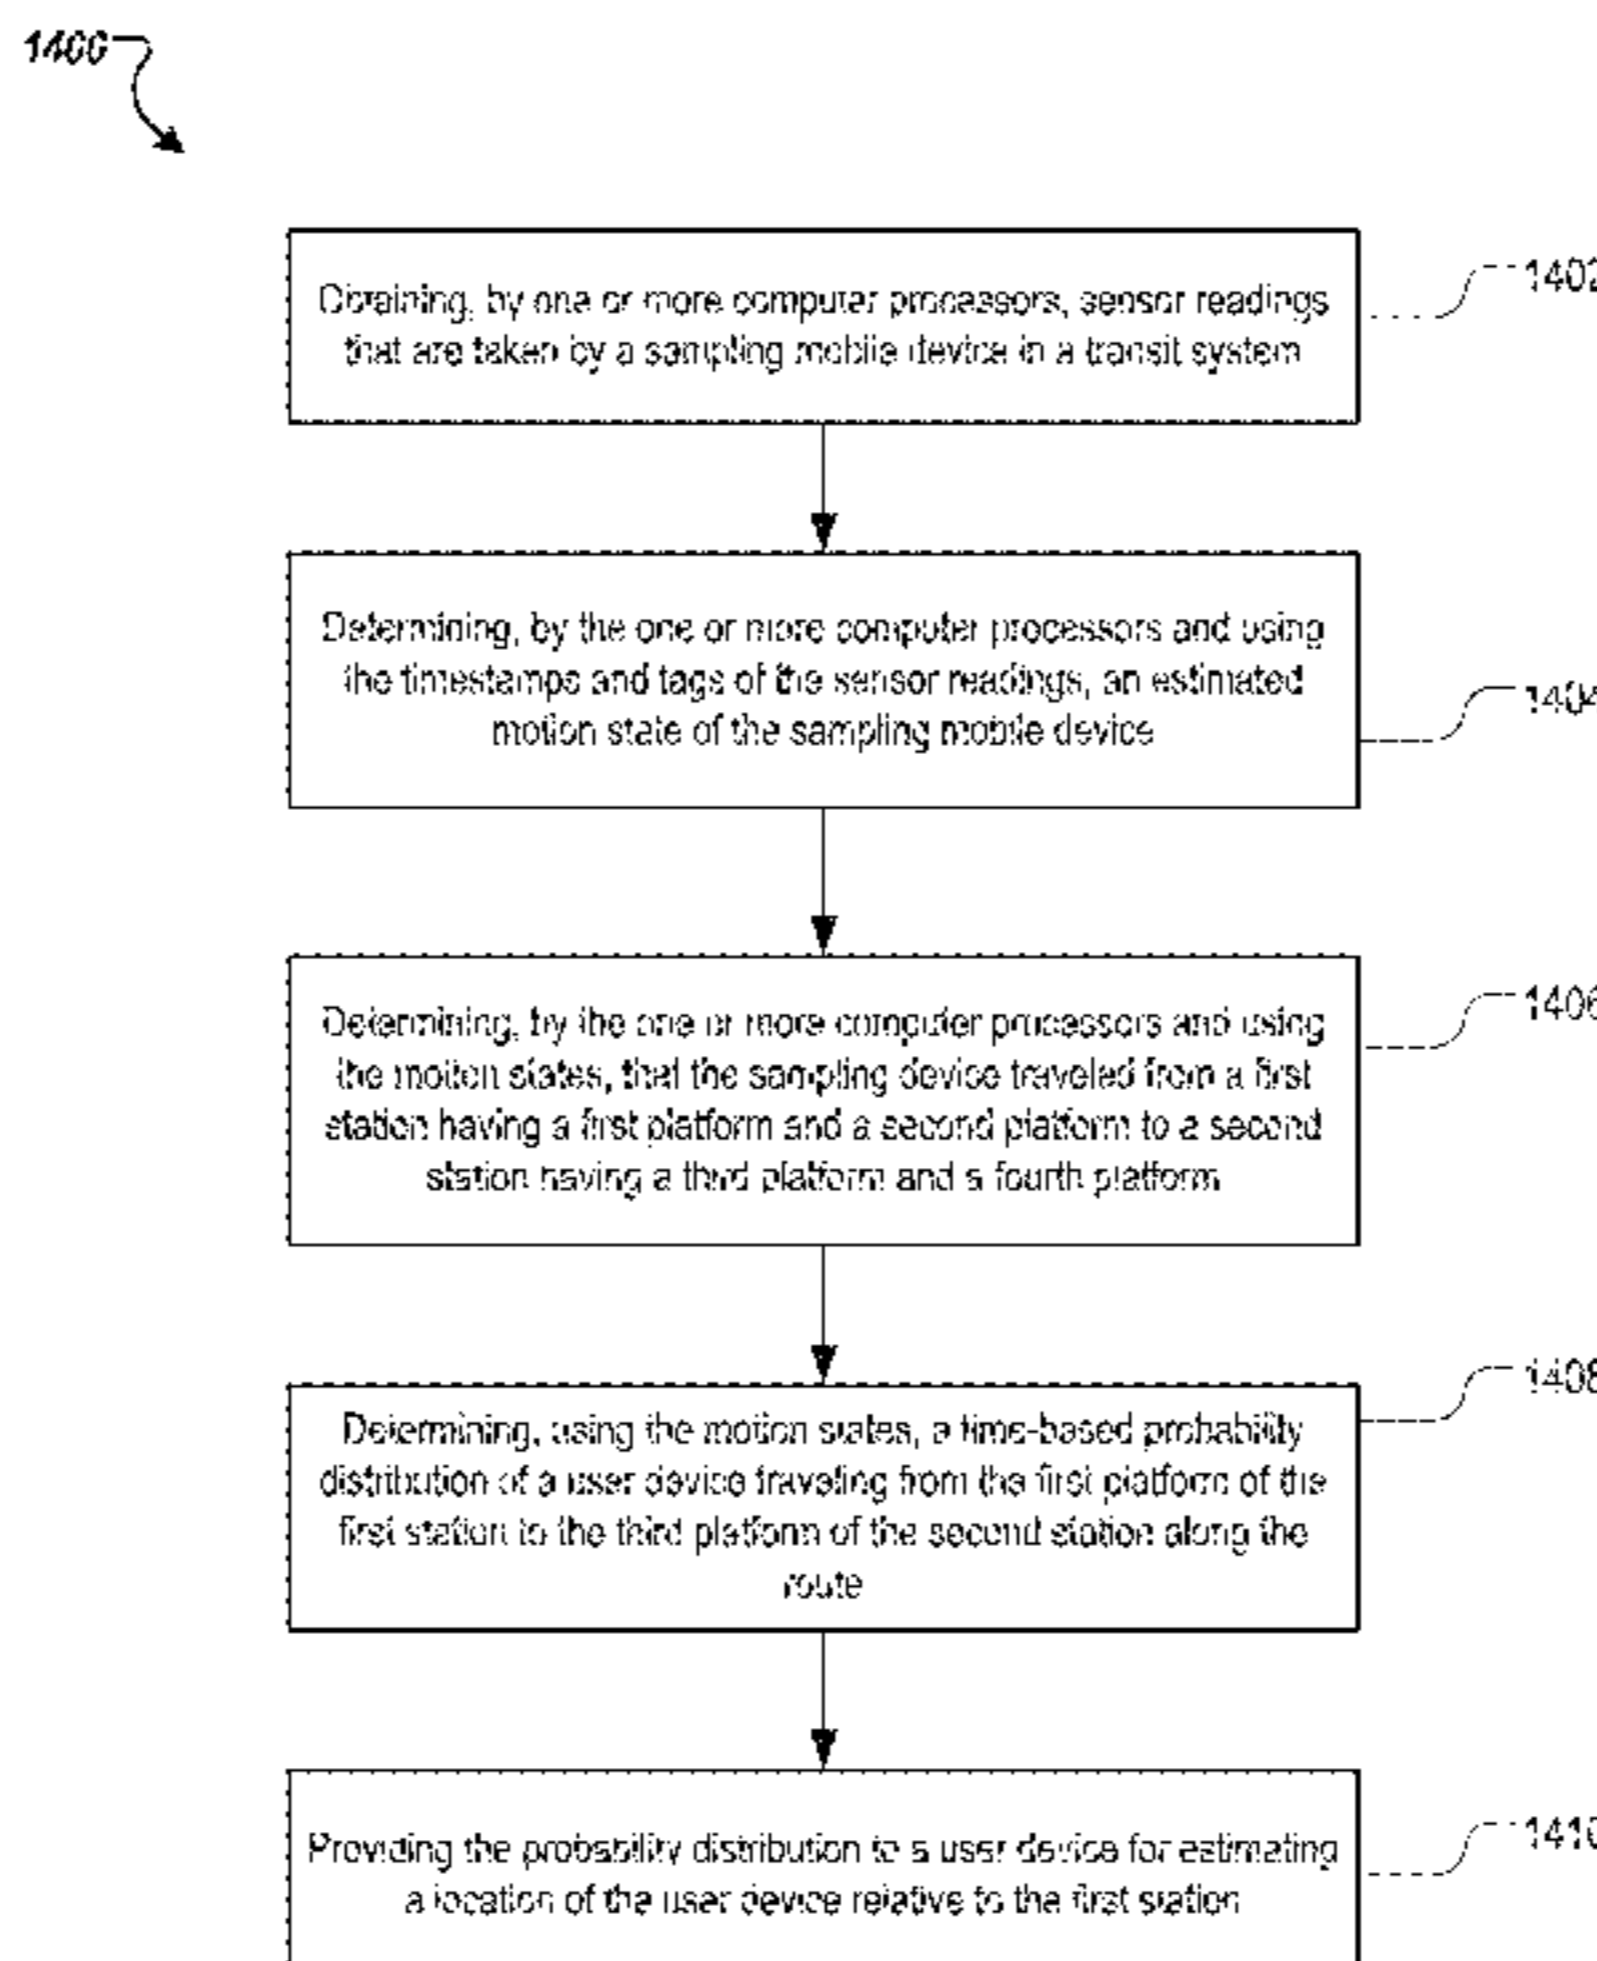 1400
Obtaining, by one or more computer processors, sensor readings
that are taken by a sampling mobile device in a transit system
1402
Determining, by the one or more computer processors and using
the timestamps and tags of the sensor readings, an estimated
motion state of the sampling mobile device
1404
Determining, by the one or more computer processors and using
the motion states, that the sampling device traveled from a first
station having a first platform and a second platform to a second
station having a third platform and a fourth platform
1406
Determining, using the motion states, a time-based probability
distribution of a user device traveling from the first platform of the
first station to the third platform of the second station along the
route
1408
Providing the probability distribution to a user device for estimating
a location of the user device relative to the first station
1410